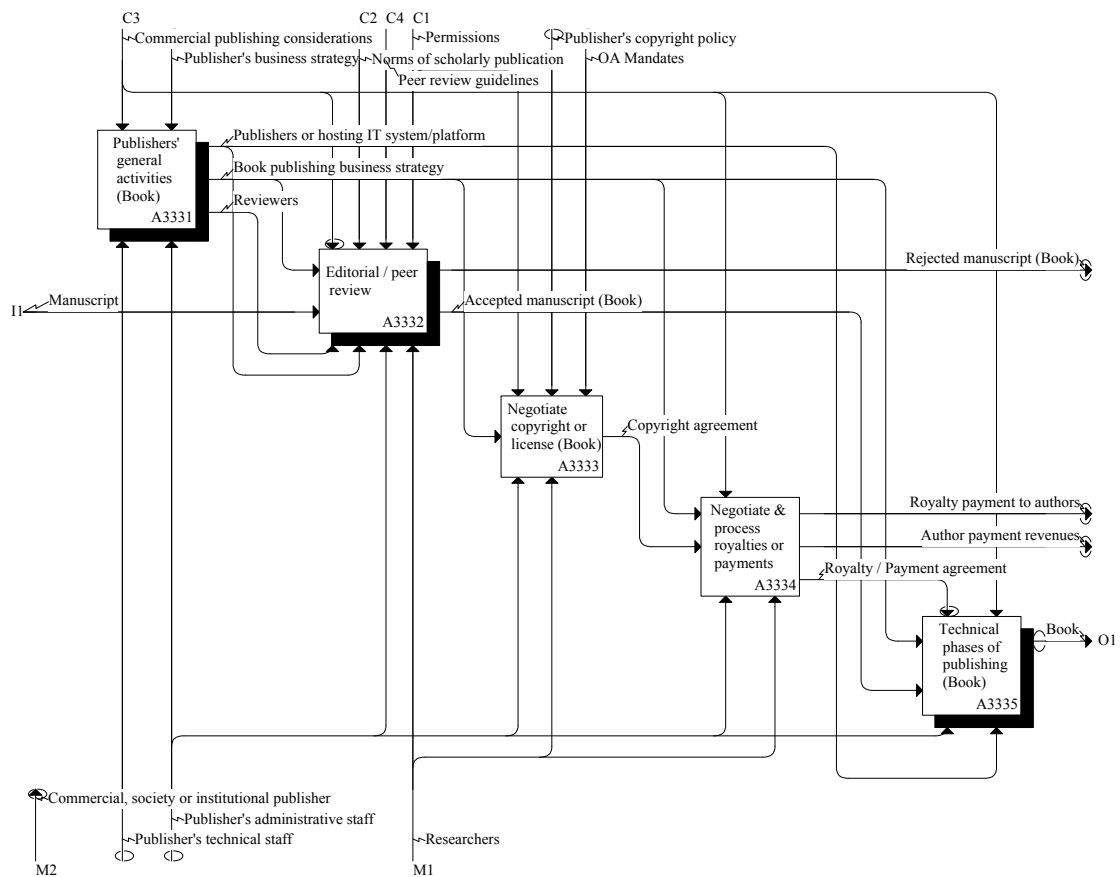 C3
C2
C4
C1
Commercial publishing considerations
Permissions
Publisher's copyright policy
Publisher's business strategy
Norms of scholarly publication
OA Mandates
Peer review guidelines
Publishers'
general
activities
(Book)
A3331
Publishers or hosting IT system/platform
Book publishing business strategy
Reviewers
Editorial / peer
review
A3332
Rejected manuscript (Book)
I1
Manuscript
Accepted manuscript (Book)
Negotiate
copyright or
license (Book)
A3333
Copyright agreement
Negotiate &
process
royalties or
payments
A3334
Royalty payment to authors
Author payment revenues
Royalty / Payment agreement
Technical
phases of
publishing
(Book)
A3335
Book
O1
Commercial, society or institutional publisher
Publisher's administrative staff
Publisher's technical staff
Researchers
M2
M1